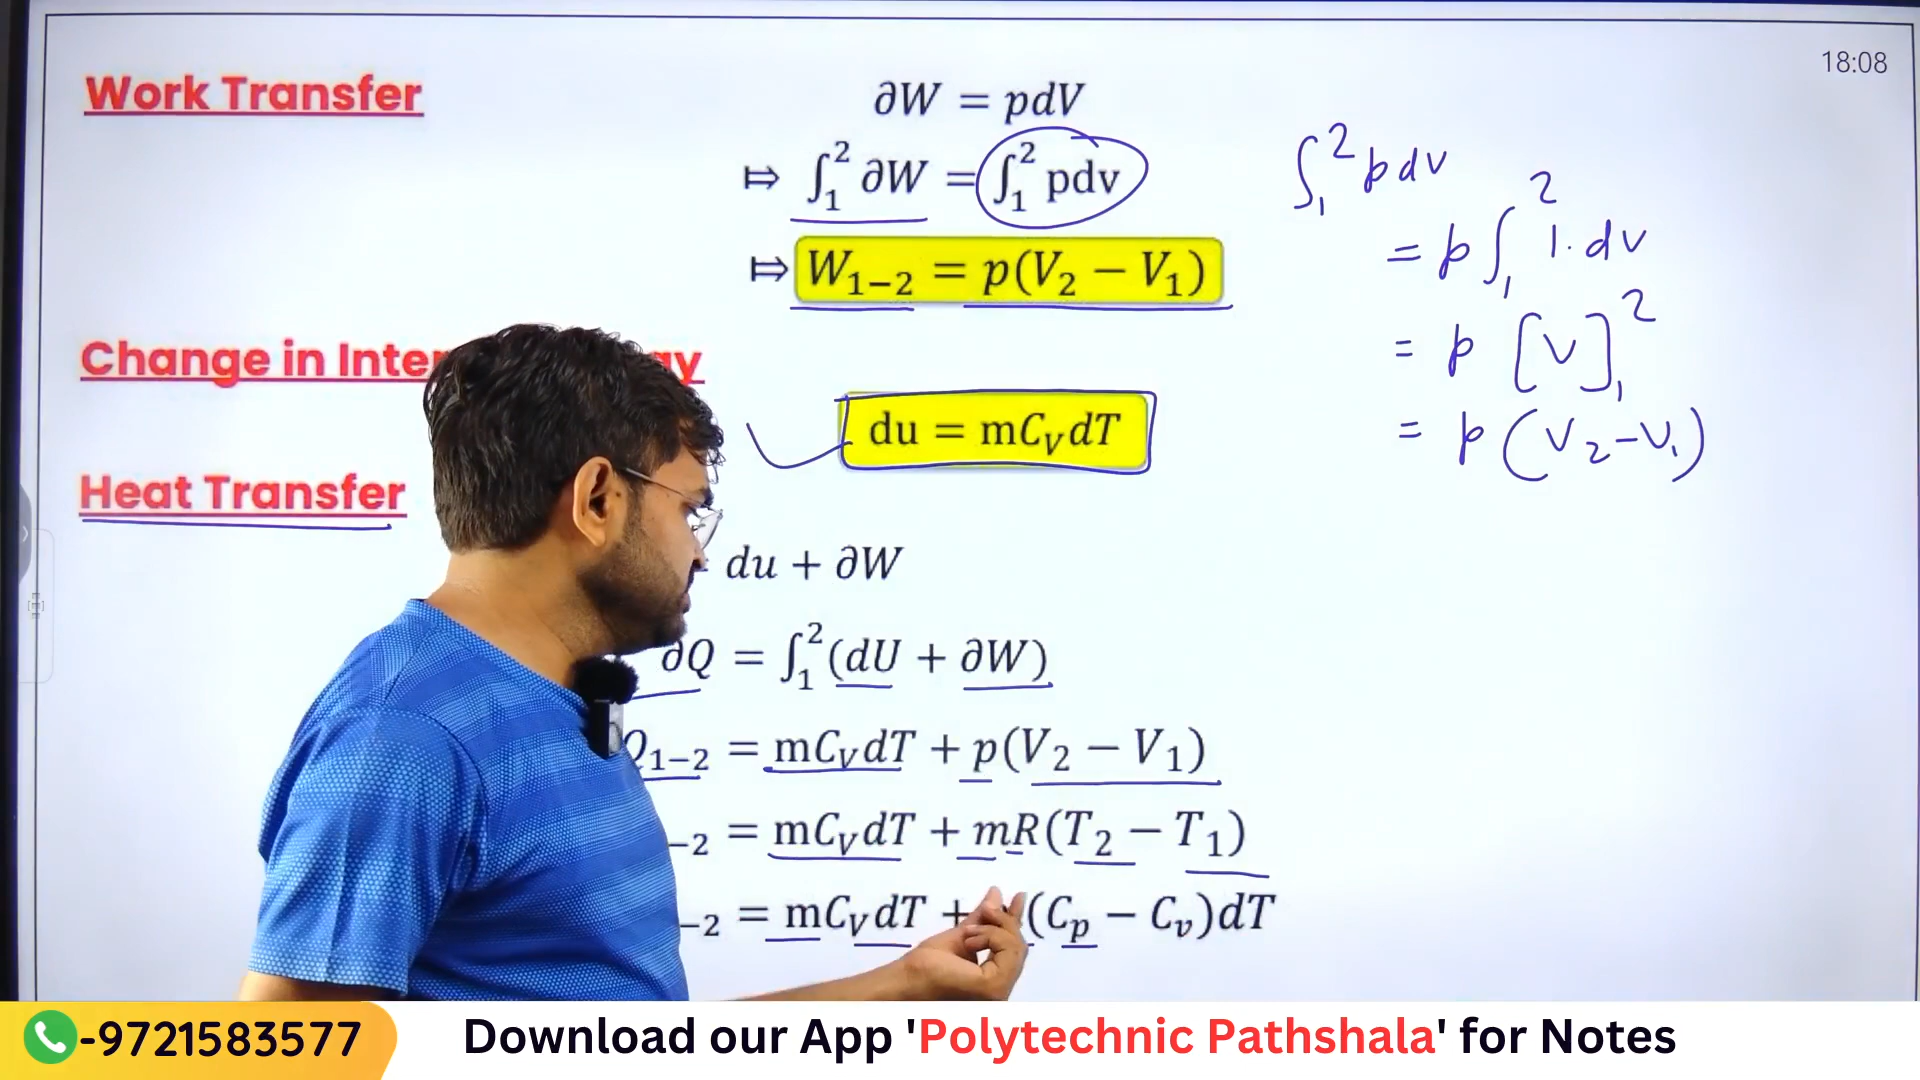 18:08
Work Transfer
∂W = pdV
⤇ ∫₁² ∂W = ∫₁² pdv
⤇ W₁₋₂ = p(V₂ − V₁)
∫₁² pdv
= p ∫₁² 1. dv
= p [v]₁²
= p (v₂-v₁)
Change in
du = mC_V dT
Heat Transfer
du + ∂W
∂Q = ∫₁² (dU + ∂W)
Q₁₋₂ = mC_V dT + p(V₂ − V₁)
₋₂ = mC_V dT + mR(T₂ − T₁)
₋₂ = mC_V dT + (C_p − C_v)dT
-9721583577
Download our App 'Polytechnic Pathshala' for Notes